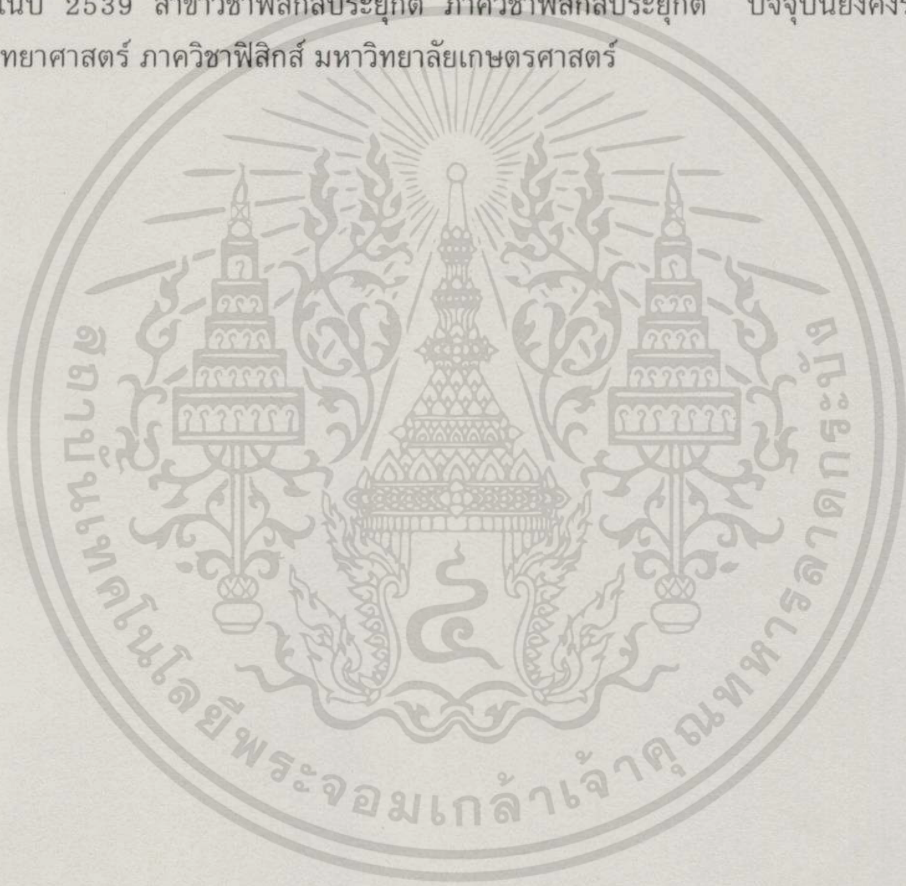 2539 สาขาวิชาฟิสิกส์ประยุกต์ ภาควิชาฟิสิกส์ประยุกต์ ปัจจุบันยังคง
ทยาศาสตร์ ภาควิชาฟิสิกส์ มหาวิทยาลัยเกษตรศาสตร์
สถาบันเทคโนโลยีพระจอมเกล้าเจ้าคุณทหารลาดกระบัง
๔